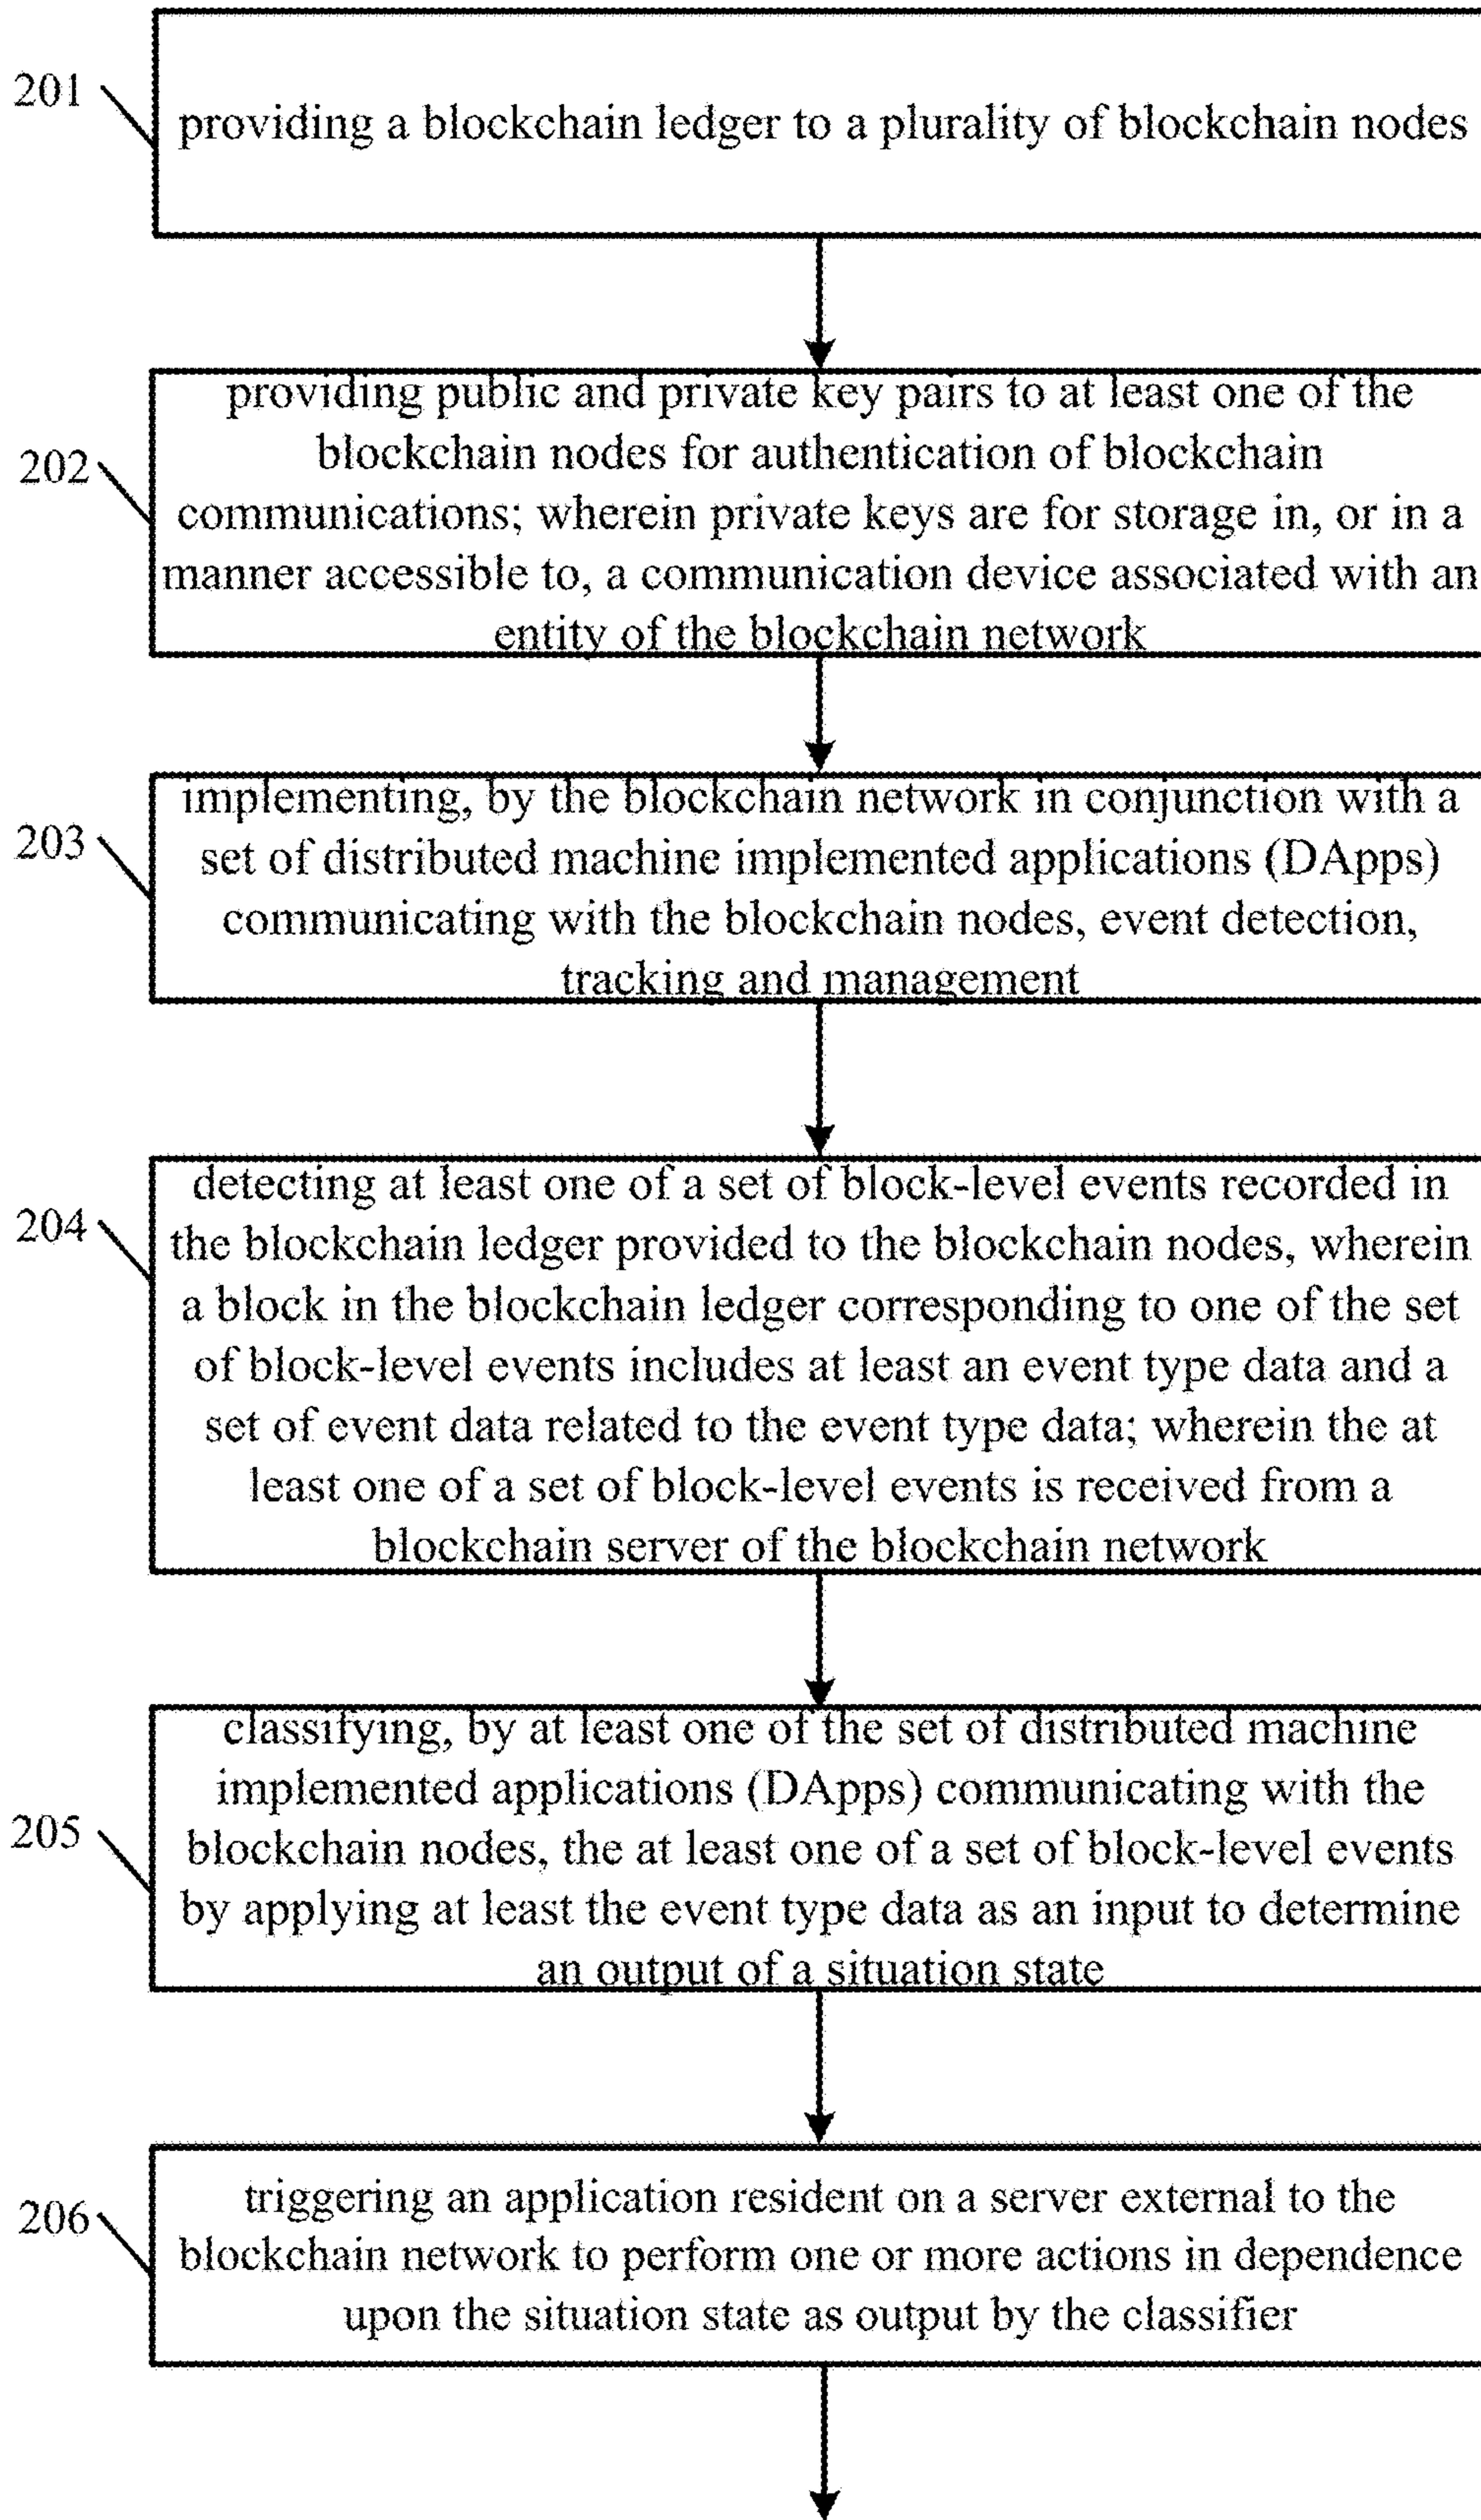 201
providing a blockchain ledger to a plurality of blockchain nodes
202
providing public and private key pairs to at least one of the
blockchain nodes for authentication of blockchain
communications; wherein private keys are for storage in, or in a
manner accessible to, a communication device associated with an
entity of the blockchain network
203
implementing, by the blockchain network in conjunction with a
set of distributed machine implemented applications (DApps)
communicating with the blockchain nodes, event detection,
tracking and management
204
detecting at least one of a set of block-level events recorded in
the blockchain ledger provided to the blockchain nodes, wherein
a block in the blockchain ledger corresponding to one of the set
of block-level events includes at least an event type data and a
set of event data related to the event type data; wherein the at
least one of a set of block-level events is received from a
blockchain server of the blockchain network
205
classifying, by at least one of the set of distributed machine
implemented applications (DApps) communicating with the
blockchain nodes, the at least one of a set of block-level events
by applying at least the event type data as an input to determine
an output of a situation state
206
triggering an application resident on a server external to the
blockchain network to perform one or more actions in dependence
upon the situation state as output by the classifier